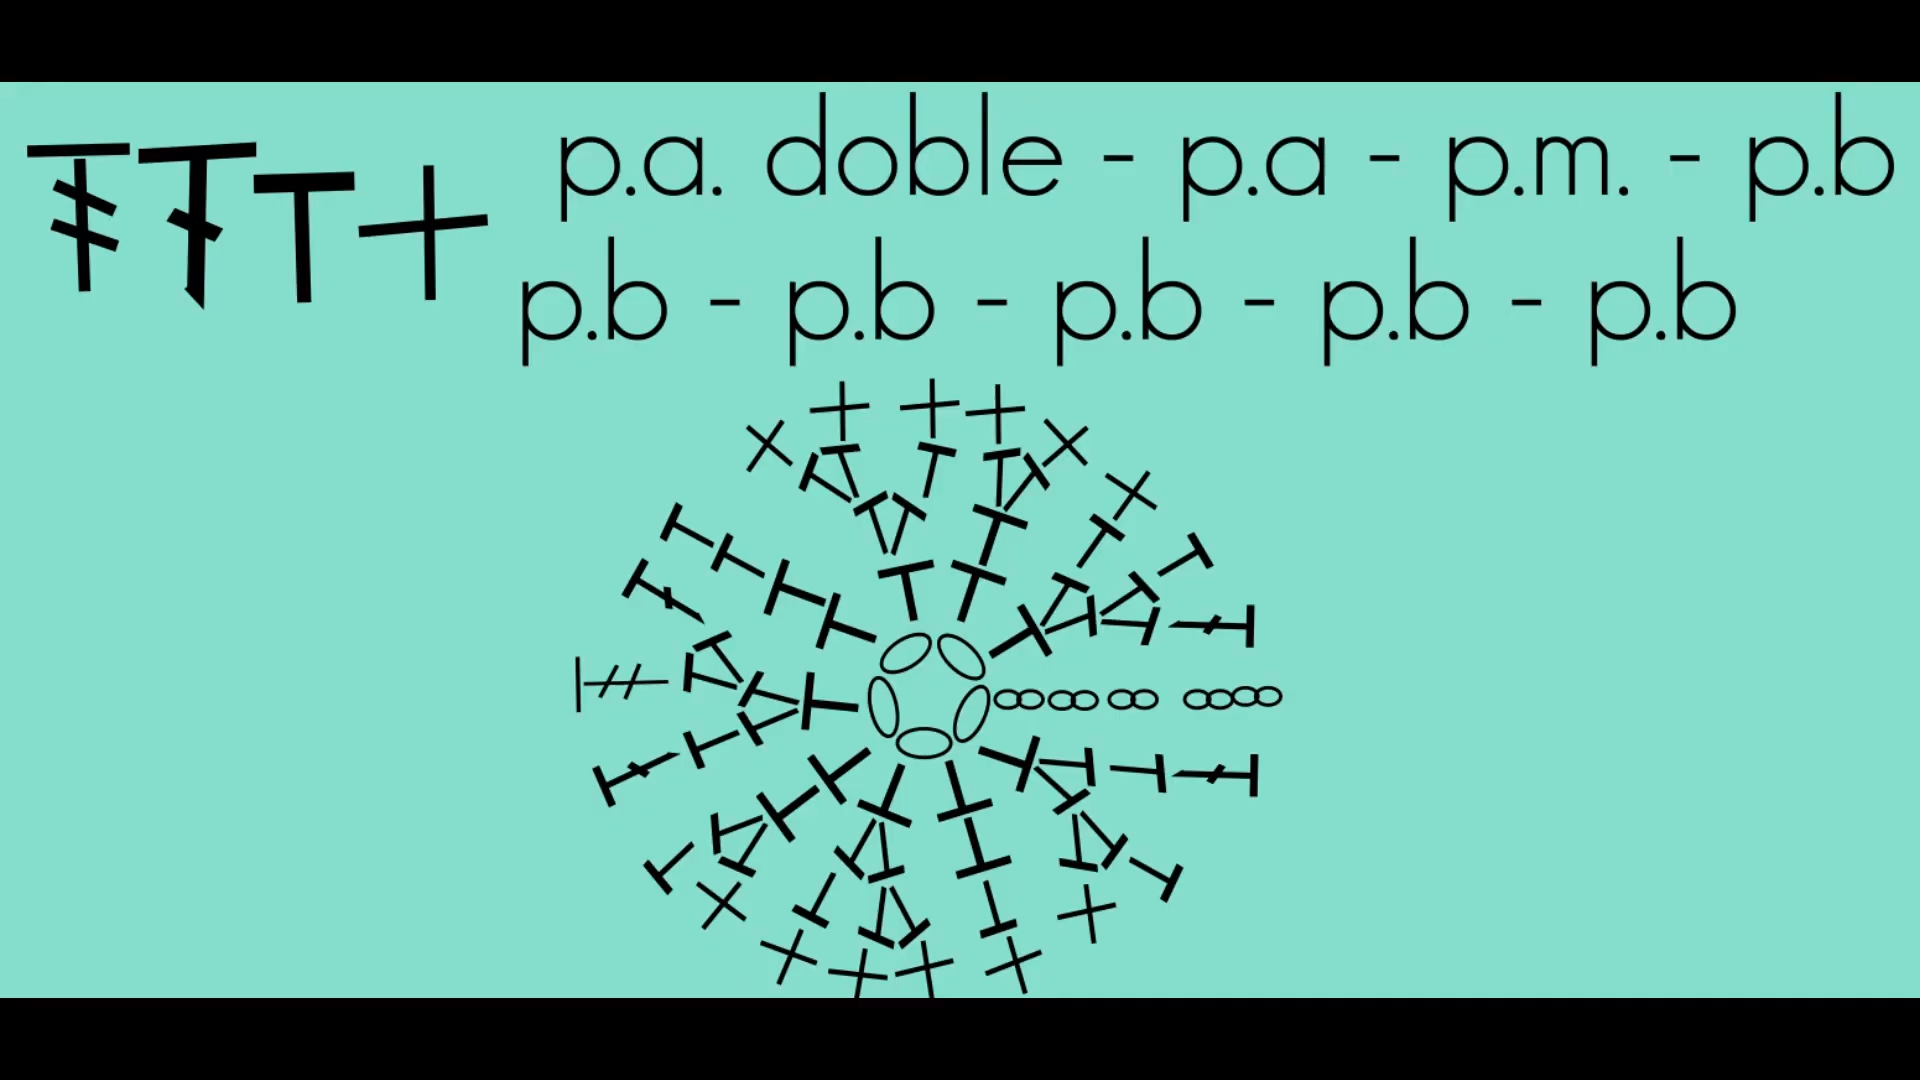 p.a. doble - p.a - p.m. - p.b
p.b - p.b - p.b - p.b - p.b